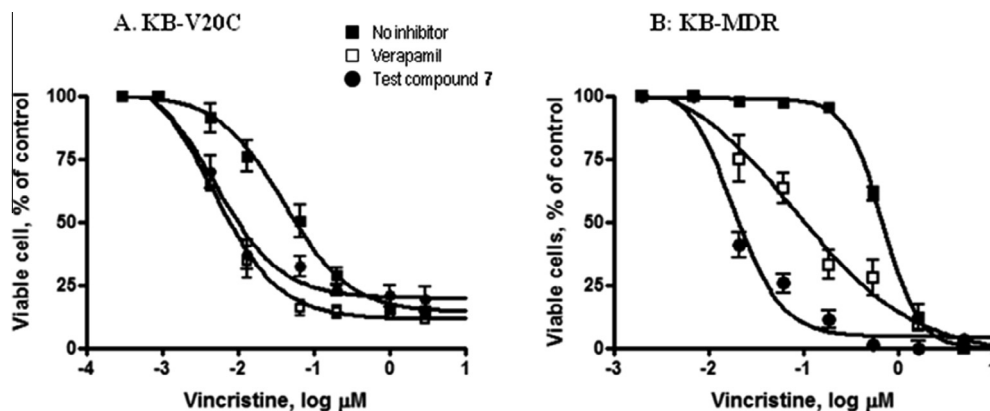 A. KB-V20C
B: KB-MDR
No inhibitor
Verapamil
Test compound 7
Viable cell, % of control
100
75
50
25
0
-4 -3 -2 -1 0 1
Vincristine, log μM
Viable cells, % of control
100
75
50
25
0
-3 -2 -1 0 1
Vincristine, log μM